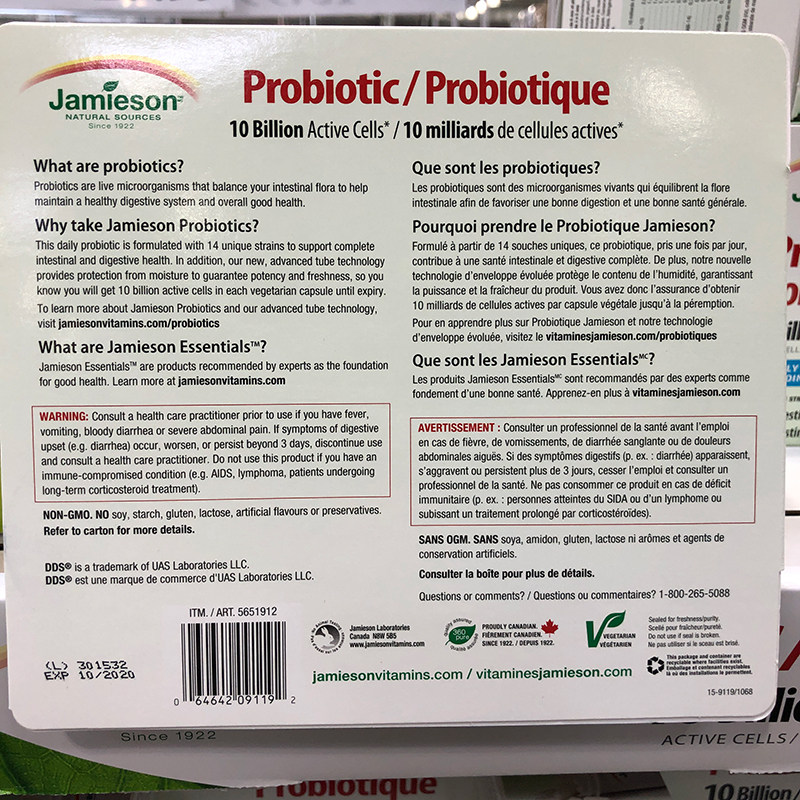 Jamieson
NATURAL SOURCES
Since 1922
Probiotic / Probiotique
10 Billion Active Cells* / 10 milliards de cellules actives*
What are probiotics?
Probiotics are live microorganisms that balance your intestinal flora to help
maintain a healthy digestive system and overall good health.
Why take Jamieson Probiotics?
This daily probiotic is formulated with 14 unique strains to support complete
intestinal and digestive health. In addition, our new, advanced tube technology
provides protection from moisture to guarantee potency and freshness, so you
know you will get 10 billion active cells in each vegetarian capsule until expiry.
To learn more about Jamieson Probiotics and our advanced tube technology,
visit jamiesonvitamins.com/probiotics
What are Jamieson Essentials™?
Jamieson Essentials™ are products recommended by experts as the foundation
for good health. Learn more at jamiesonvitamins.com
WARNING: Consult a health care practitioner prior to use if you have fever,
vomiting, bloody diarrhea or severe abdominal pain. If symptoms of digestive
upset (e.g. diarrhea) occur, worsen, or persist beyond 3 days, discontinue use
and consult a health care practitioner. Do not use this product if you have an
immune-compromised condition (e.g. AIDS, lymphoma, patients undergoing
long-term corticosteroid treatment).
NON-GMO. NO soy, starch, gluten, lactose, artificial flavours or preservatives.
Refer to carton for more details.
DDS® is a trademark of UAS Laboratories LLC.
DDS® est une marque de commerce d'UAS Laboratories LLC.
Que sont les probiotiques?
Les probiotiques sont des microorganismes vivants qui équilibrent la flore
intestinale afin de favoriser une bonne digestion et une bonne santé générale.
Pourquoi prendre le Probiotique Jamieson?
Formulé à partir de 14 souches uniques, ce probiotique, pris une fois par jour,
contribue à une santé intestinale et digestive complète. De plus, notre nouvelle
technologie d'enveloppe évoluée protège le contenu de l'humidité, garantissant
la puissance et la fraîcheur du produit. Vous avez donc l'assurance d'obtenir
10 milliards de cellules actives par capsule végétale jusqu'à la péremption.
Pour en apprendre plus sur Probiotique Jamieson et notre technologie
d'enveloppe évoluée, visitez le vitaminesjamieson.com/probiotiques
Que sont les Jamieson Essentialsᴹᶜ?
Les produits Jamieson Essentialsᴹᶜ sont recommandés par des experts comme
fondement d'une bonne santé. Apprenez-en plus à vitaminesjamieson.com
AVERTISSEMENT : Consulter un professionnel de la santé avant l'emploi
en cas de fièvre, de vomissements, de diarrhée sanglante ou de douleurs
abdominales aiguës. Si des symptômes digestifs (p. ex. : diarrhée) apparaissent,
s'aggravent ou persistent plus de 3 jours, cesser l'emploi et consulter un
professionnel de la santé. Ne pas consommer ce produit en cas de déficit
immunitaire (p. ex. : personnes atteintes du SIDA ou d'un lymphome ou
subissant un traitement prolongé par corticostéroïdes).
SANS OGM. SANS soya, amidon, gluten, lactose ni arômes et agents de
conservation artificiels.
Consulter la boîte pour plus de détails.
Questions or comments? / Questions ou commentaires? 1-800-265-5088
ITM. / ART. 5651912
(L) 301532
EXP 10/2020
0 64642 09119 2
Jamieson Laboratories
Canada N8W 5B5
www.jamiesonvitamins.com
360
pure
PROUDLY CANADIAN.
FIÈREMENT CANADIEN.
SINCE 1922. / DEPUIS 1922.
VEGETARIAN
VÉGÉTARIEN
Sealed for freshness/purity.
Scellé pour fraîcheur/pureté.
Do not use if seal is broken.
Ne pas utiliser si le sceau est brisé.
This package and container are
recyclable where facilities exist.
Emballage et contenant recyclables
là où des installations le permettent.
jamiesonvitamins.com / vitaminesjamieson.com
15-9119/1068
Since 1922
ACTIVE CELLS /
Probiotique
10 Billion /